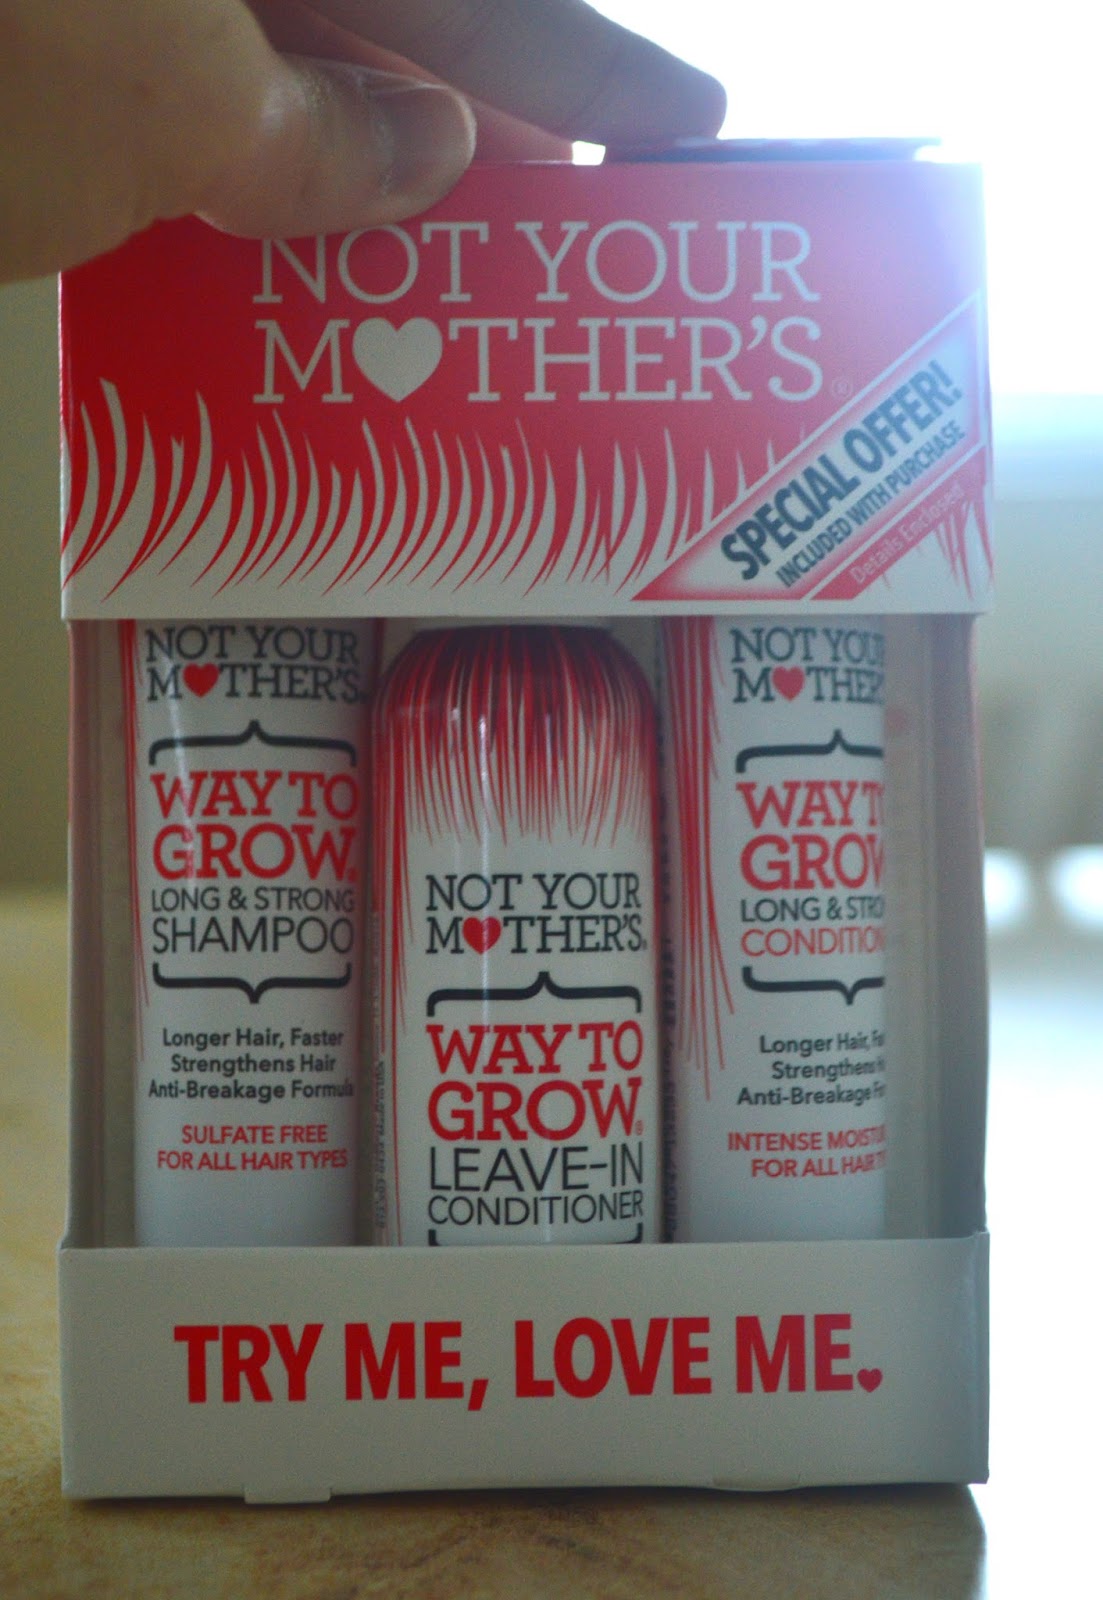 NOT YOUR
M♥THER'S®
SPECIAL OFFER!
INCLUDED WITH PURCHASE
Details Enclosed
NOT YOUR
M♥THER'S
WAY TO
GROW®
LONG & STRONG
SHAMPOO
Longer Hair, Faster
Strengthens Hair
Anti-Breakage Formula
SULFATE FREE
FOR ALL HAIR TYPES
NOT YOUR
M♥THER'S®
WAY TO
GROW®
LEAVE-IN
CONDITIONER
NOT YOU
M♥THER'
WAY T
GROW
LONG & STRO
CONDITION
Longer Hair, Fa
Strengthens H
Anti-Breakage Fo
INTENSE MOISTU
FOR ALL HAIR T
TRY ME, LOVE ME.♥